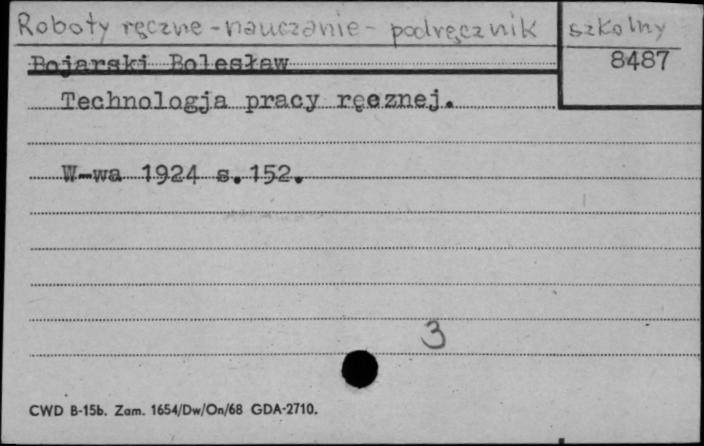 Roboty ręczne - nauczanie - podręcznik szkolny
Bojarski Bolesław 8487
Technologja pracy ręcznej.
W-wa 1924 s.152.
3
CWD B-15b. Zam. 1654/Dw/On/68 GDA-2710.